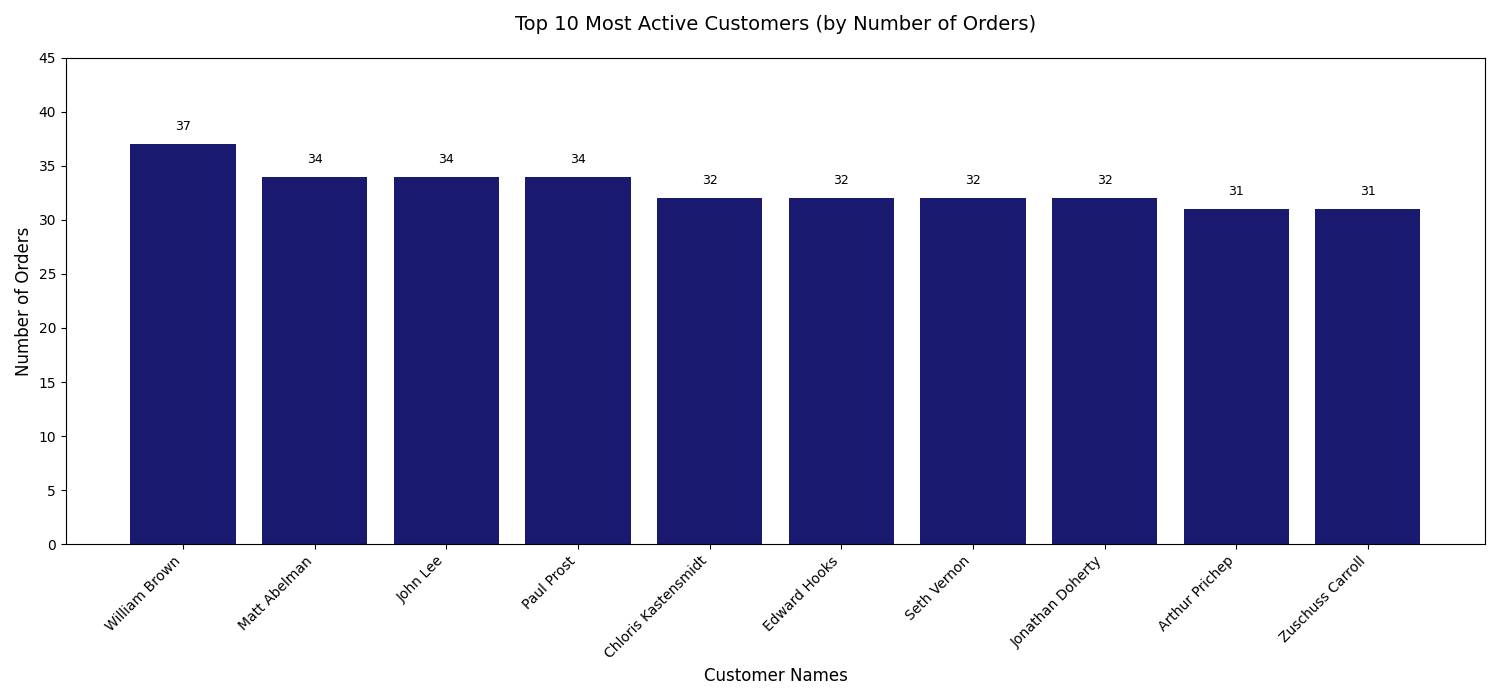 Top 10 Most Active Customers (by Number of Orders)
Number of Orders
45
40
35
30
25
20
15
10
5
0
37
34
34
34
32
32
32
32
31
31
William Brown
Matt Abelman
John Lee
Paul Prost
Chloris Kastensmidt
Edward Hooks
Seth Vernon
Jonathan Doherty
Arthur Prichep
Zuschuss Carroll
Customer Names